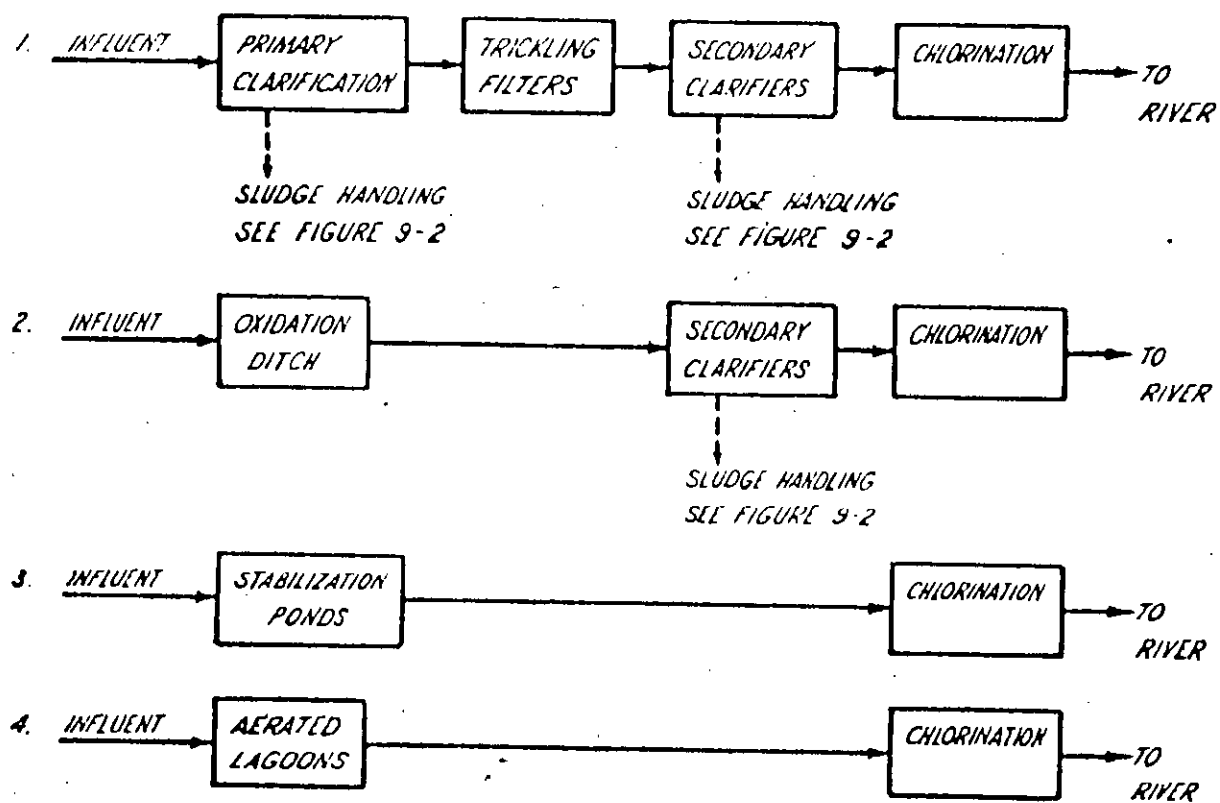 1. INFLUENT
PRIMARY
CLARIFICATION
TRICKLING
FILTERS
SECONDARY
CLARIFIERS
CHLORINATION
TO
RIVER
SLUDGE HANDLING
SEE FIGURE 9-2
SLUDGE HANDLING
SEE FIGURE 9-2
2. INFLUENT
OXIDATION
DITCH
SECONDARY
CLARIFIERS
CHLORINATION
TO
RIVER
SLUDGE HANDLING
SEE FIGURE 9-2
3. INFLUENT
STABILIZATION
PONDS
CHLORINATION
TO
RIVER
4. INFLUENT
AERATED
LAGOONS
CHLORINATION
TO
RIVER